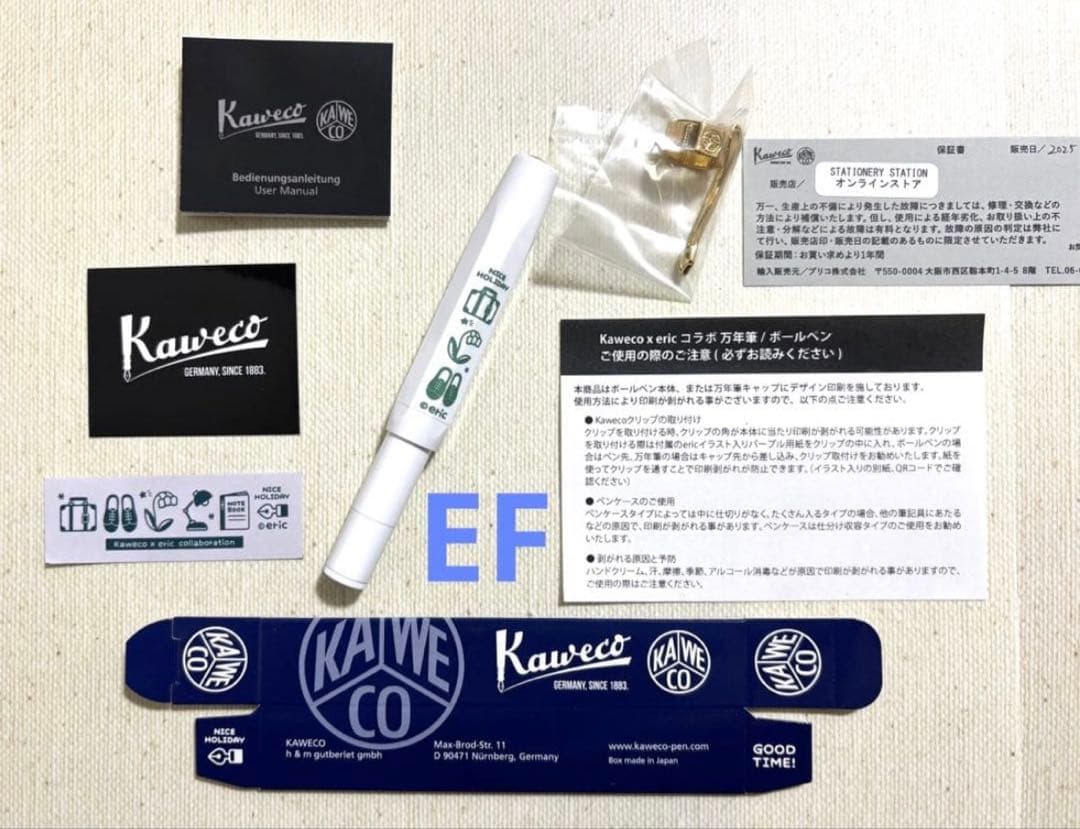 Kaweco
KA WE CO
GERMANY, SINCE 1883.
Bedienungsanleitung
User Manual
Kaweco
GERMANY, SINCE 1883.
NICE
HOLIDAY
NOTE
BOOK
©eric
Kaweco x eric collaboration
NICE
HOLIDAY
©eric
EF
Kaweco
保証書
販売日/2025
販売店/
STATIONERY STATION
オンラインストア
万一、生産上の不備により発生した故障につきましては、修理・交換などの
方法により補償いたします。但し、使用による経年劣化、お取り扱い上の不
注意・分解などによる故障は有料となります。故障の原因の判定は弊社に
て行い、販売店印・販売日の記載のあるものに限定させていただきます。
保証期間：お買い求めより1年間
輸入販売元/プリコ株式会社 〒550-0004 大阪市西区靱本町1-4-5 8階 TEL.06-
Kaweco x eric コラボ 万年筆 / ボールペン
ご使用の際のご注意 ( 必ずお読みください )
本商品はボールペン本体、または万年筆キャップにデザイン印刷を施しております。
使用方法により印刷が剥がれる事がございますので、以下の点ご注意ください。
●Kawecoクリップの取り付け
クリップを取り付ける時、クリップの角が本体に当たり印刷が剥がれる可能性があります。クリップ
を取り付ける際は付属のericイラスト入りパープル用紙をクリップの中に入れ、ボールペンの場
合はペン先、万年筆の場合はキャップ先から差し込み、クリップ取付けをお勧めいたします。紙を
使ってクリップを通すことで印刷剥がれが防止できます。(イラスト入りの別紙、QRコードでご確
認ください)
●ペンケースのご使用
ペンケースタイプによっては中に仕切りがなく、たくさん入るタイプの場合、他の筆記具にあたる
などの原因で、印刷が剥がれる事があります。ペンケースは仕分け収容タイプのご使用をお勧め
いたします。
●剥がれる原因と予防
ハンドクリーム、汗、摩擦、季節、アルコール消毒などが原因で印刷が剥がれる事がありますので、
ご使用の際はご注意ください。
KA WE CO
KA WE CO
Kaweco
GERMANY, SINCE 1883.
KA WE CO
KA WE CO
NICE
HOLIDAY
KAWECO
h & m gutberlet gmbh
Max-Brod-Str. 11
D 90471 Nürnberg, Germany
www.kaweco-pen.com
Box made in Japan
GOOD
TIME!